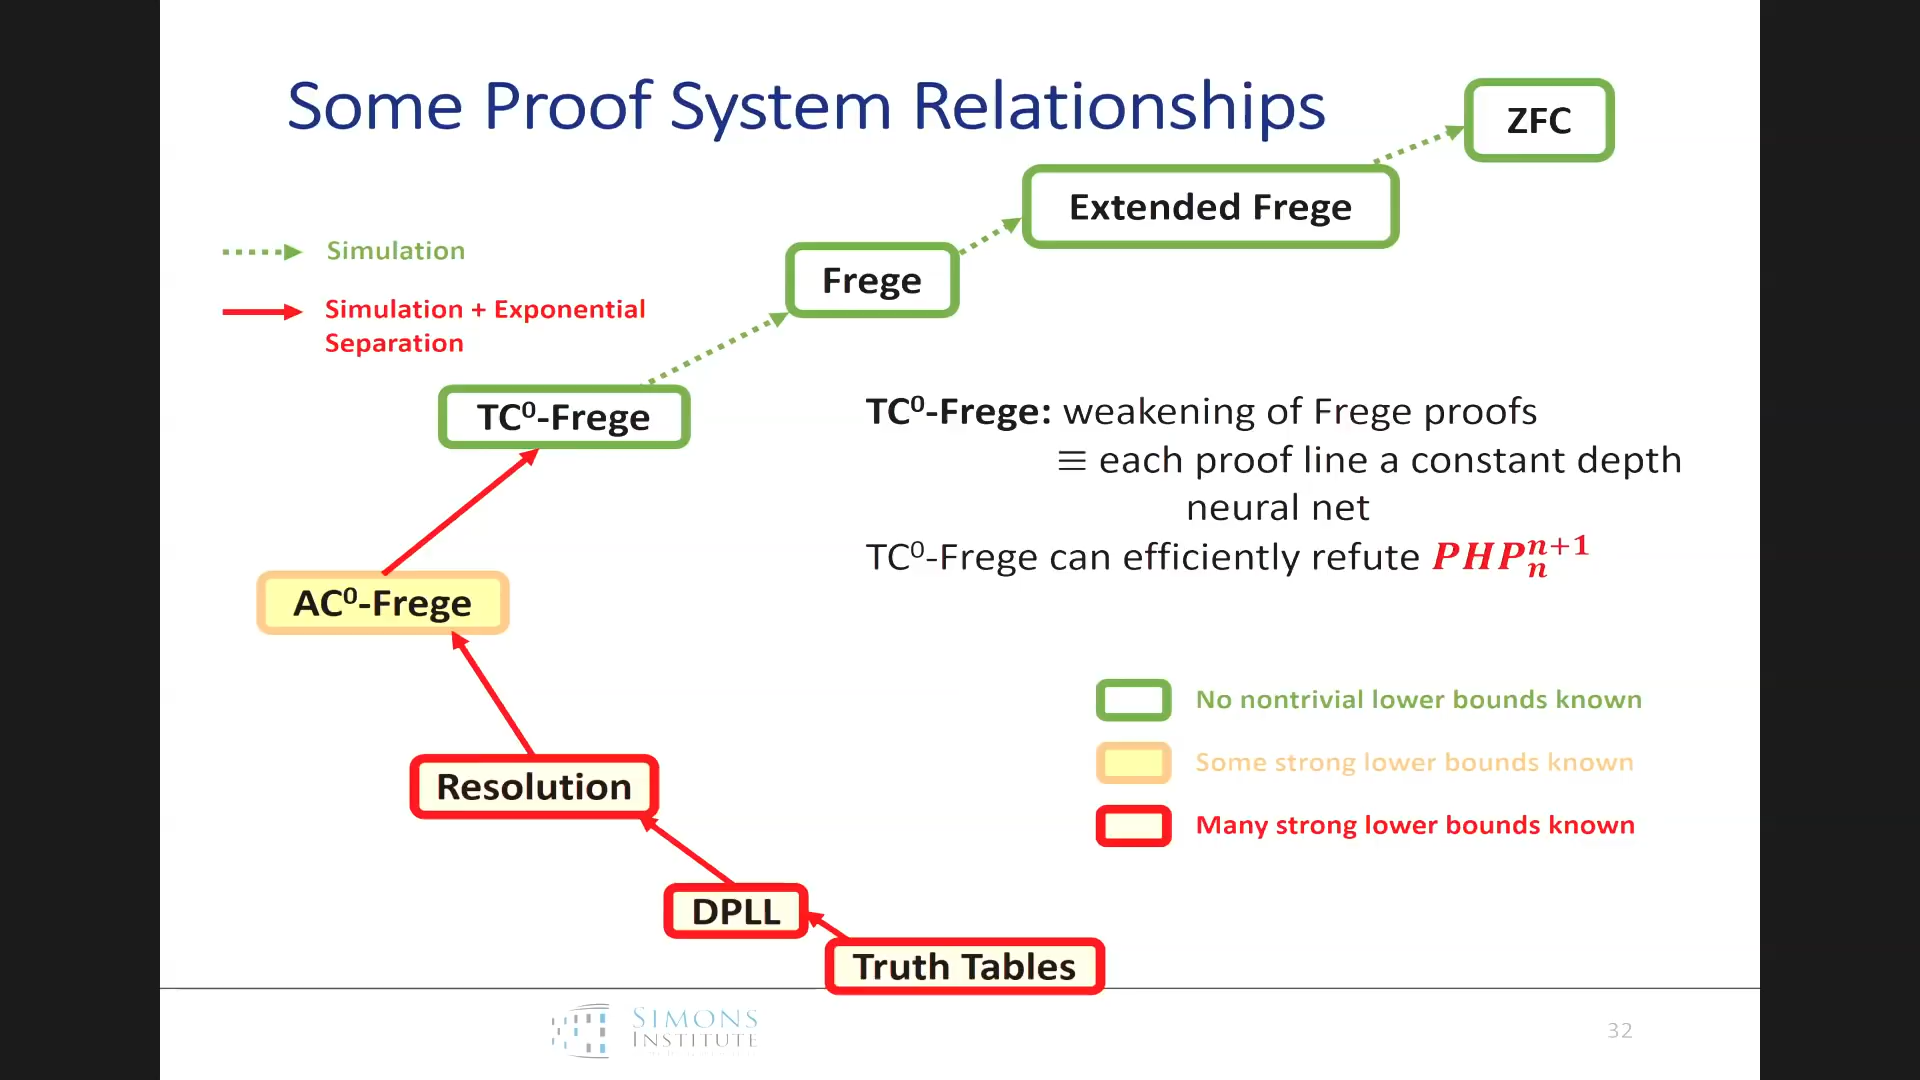 Some Proof System Relationships
ZFC
Extended Frege
Frege
Simulation
Simulation + Exponential
Separation
TC⁰-Frege
TC⁰-Frege: weakening of Frege proofs
≡ each proof line a constant depth
neural net
TC⁰-Frege can efficiently refute PHPₙⁿ⁺¹
AC⁰-Frege
No nontrivial lower bounds known
Some strong lower bounds known
Many strong lower bounds known
Resolution
DPLL
Truth Tables
SIMONS
INSTITUTE
32